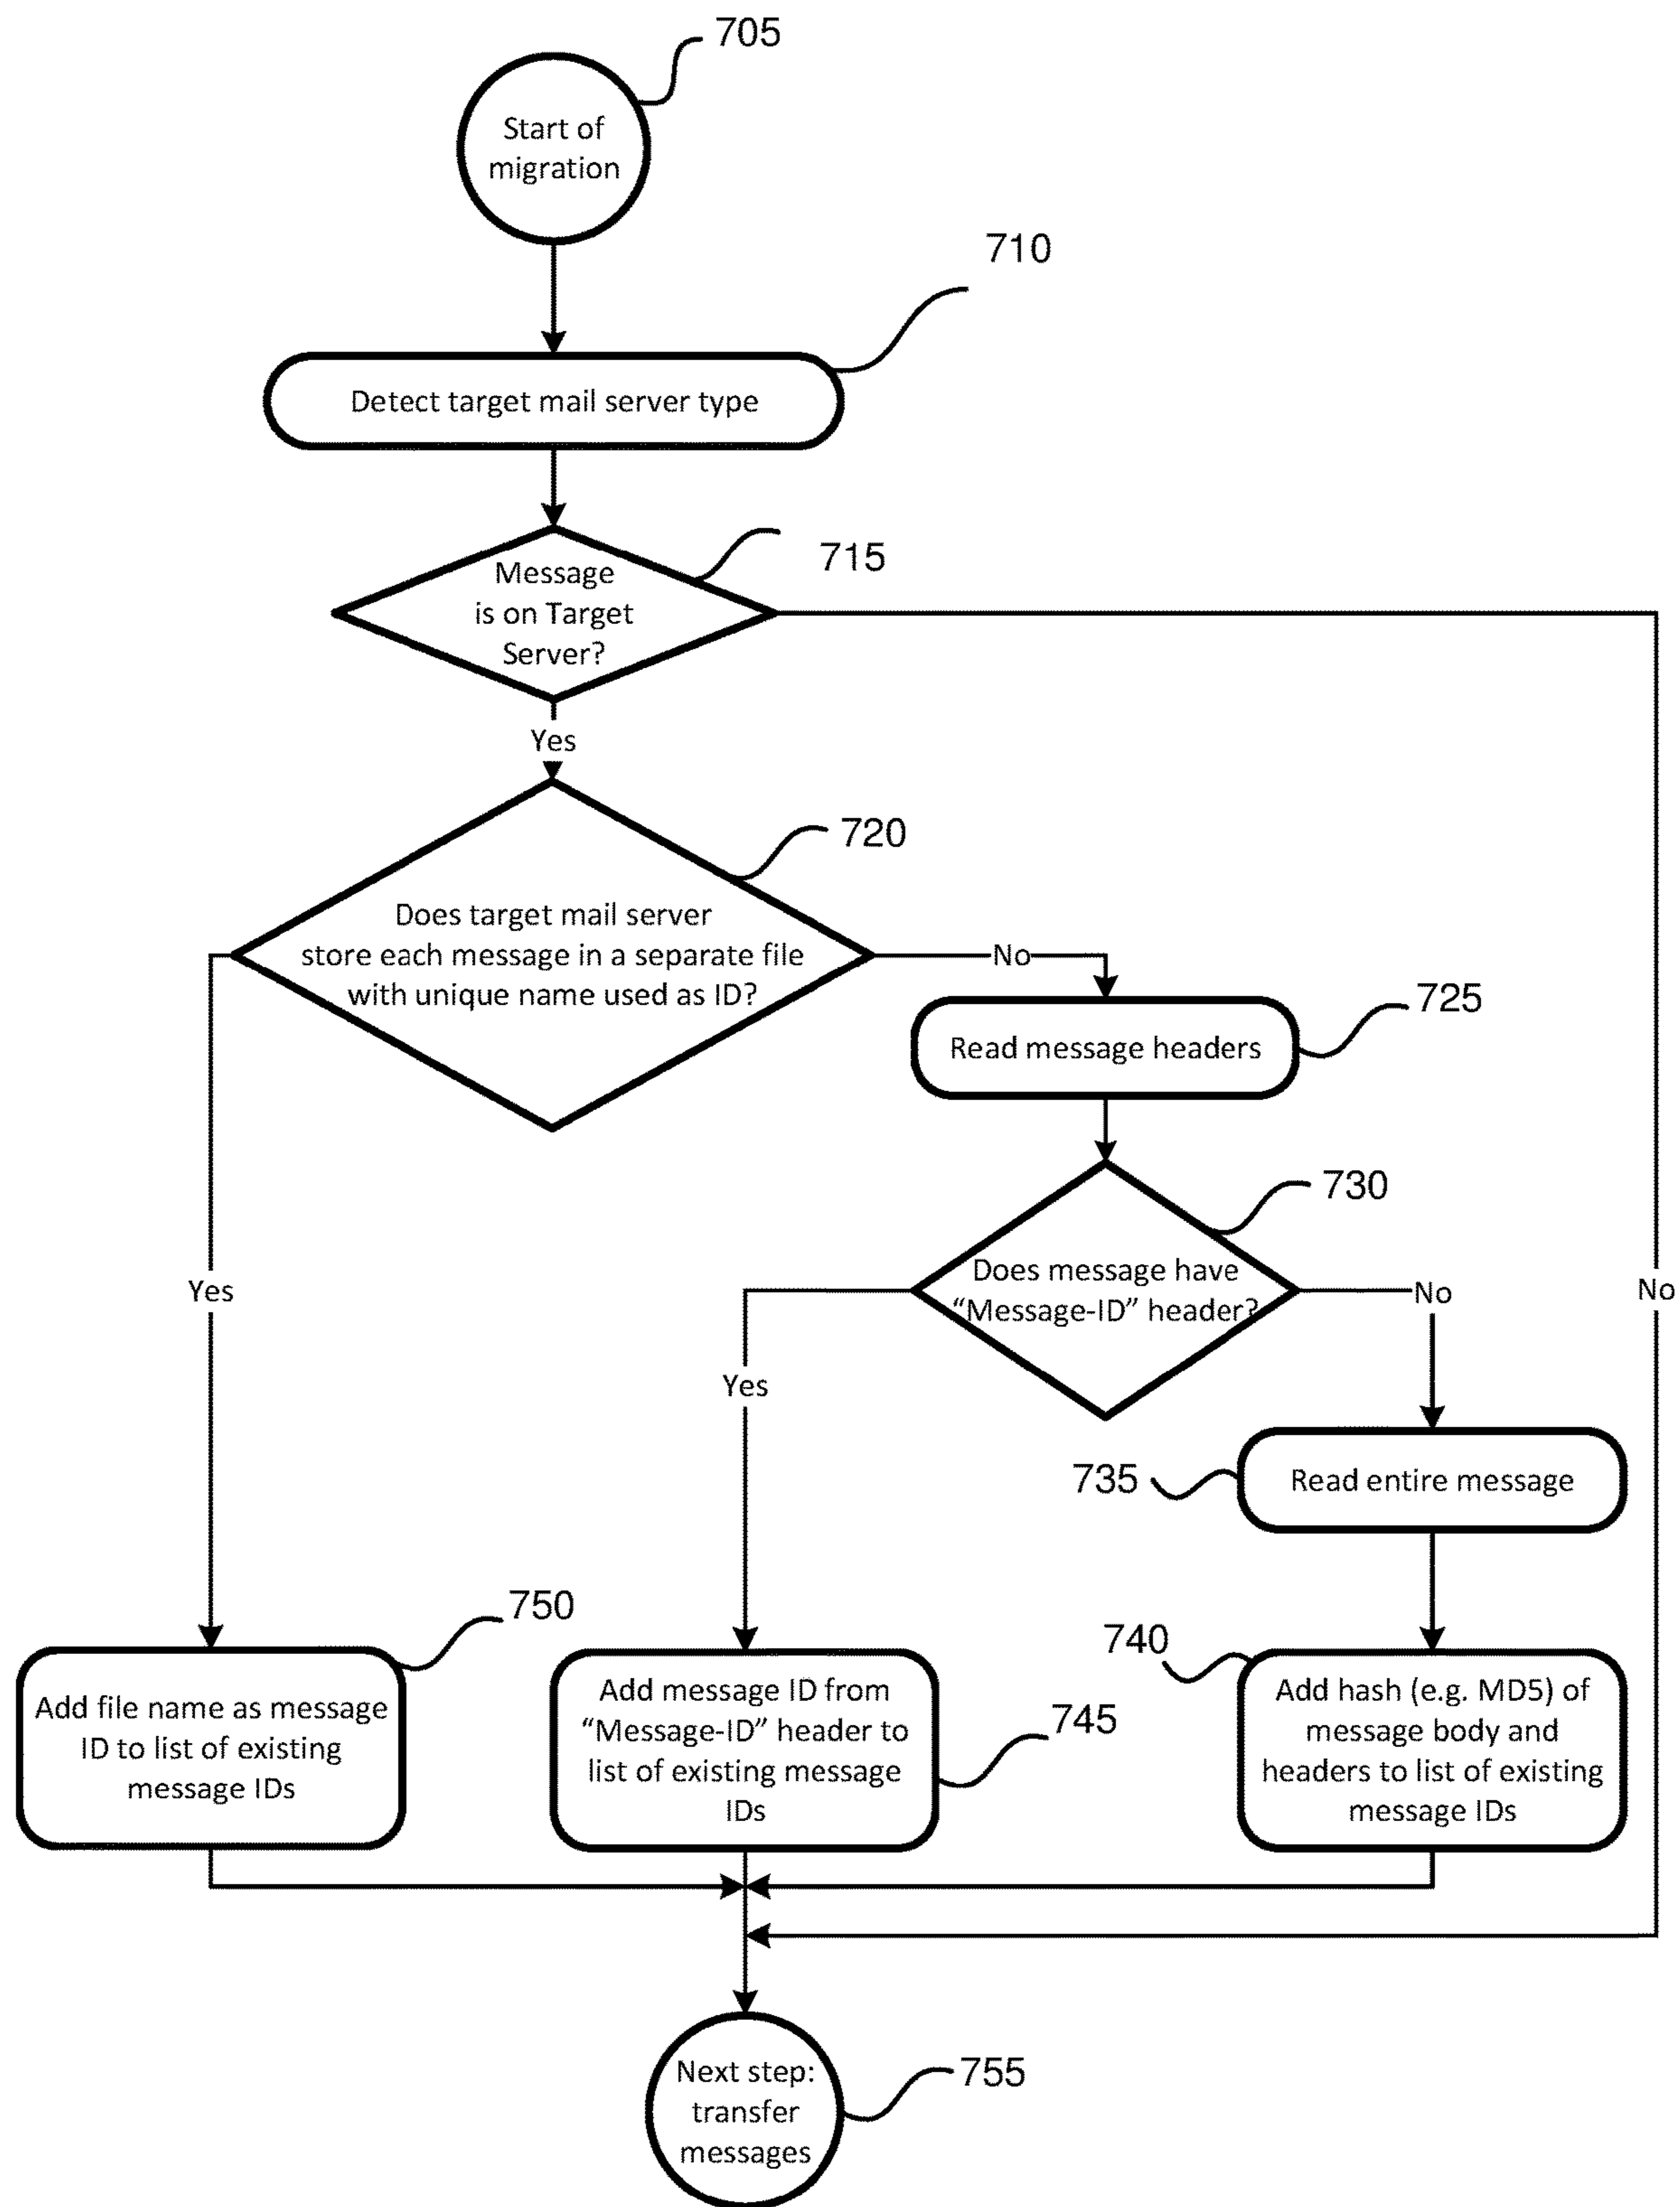 705
Start of
migration
710
Detect target mail server type
715
Message
is on Target
Server?
Yes
720
Does target mail server
store each message in a separate file
with unique name used as ID?
No
725
Read message headers
730
Does message have
“Message-ID” header?
Yes
No
No
Yes
735
Read entire message
750
740
Add file name as message
ID to list of existing
message IDs
Add message ID from
“Message-ID” header to
list of existing message
IDs
745
Add hash (e.g. MD5) of
message body and
headers to list of existing
message IDs
Next step:
transfer
messages
755